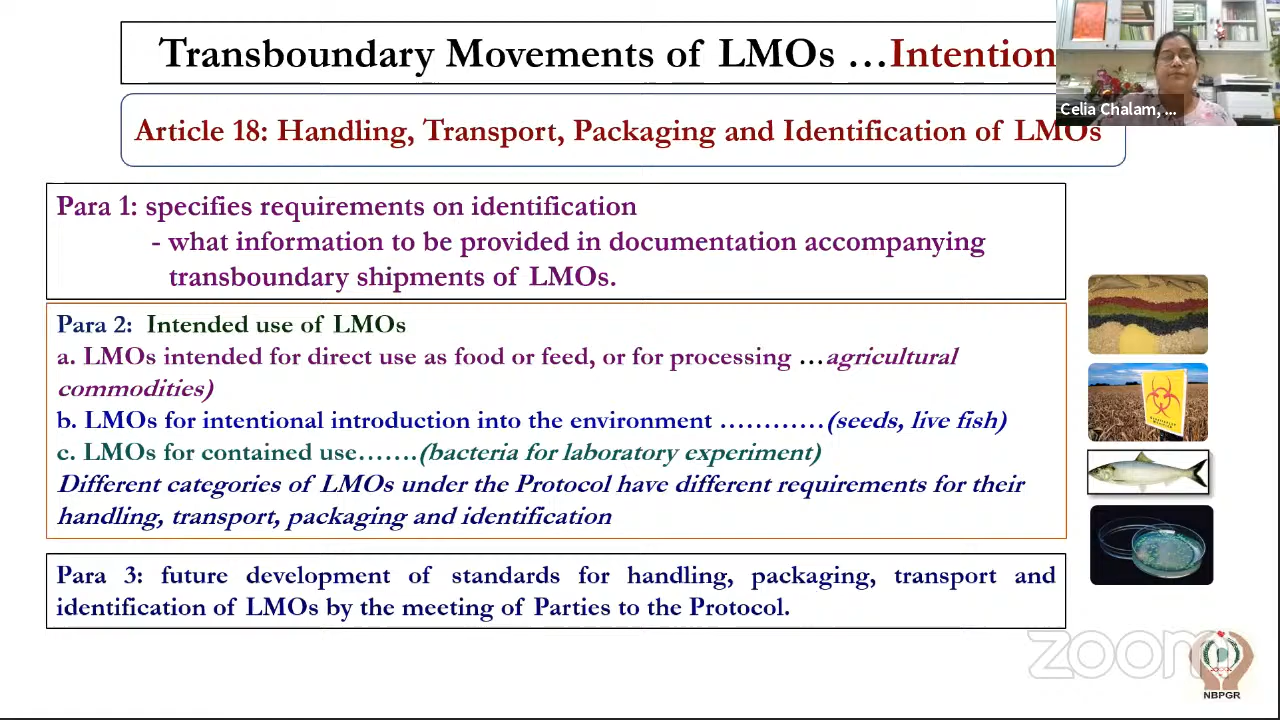 Transboundary Movements of LMOs …Intention
Celia Chalam, ...
Article 18: Handling, Transport, Packaging and Identification of LMOs
Para 1: specifies requirements on identification
- what information to be provided in documentation accompanying
transboundary shipments of LMOs.
Para 2: Intended use of LMOs
a. LMOs intended for direct use as food or feed, or for processing …agricultural
commodities)
b. LMOs for intentional introduction into the environment …………(seeds, live fish)
c. LMOs for contained use…….(bacteria for laboratory experiment)
Different categories of LMOs under the Protocol have different requirements for their
handling, transport, packaging and identification
Para 3: future development of standards for handling, packaging, transport and
identification of LMOs by the meeting of Parties to the Protocol.
zoom
NBPGR